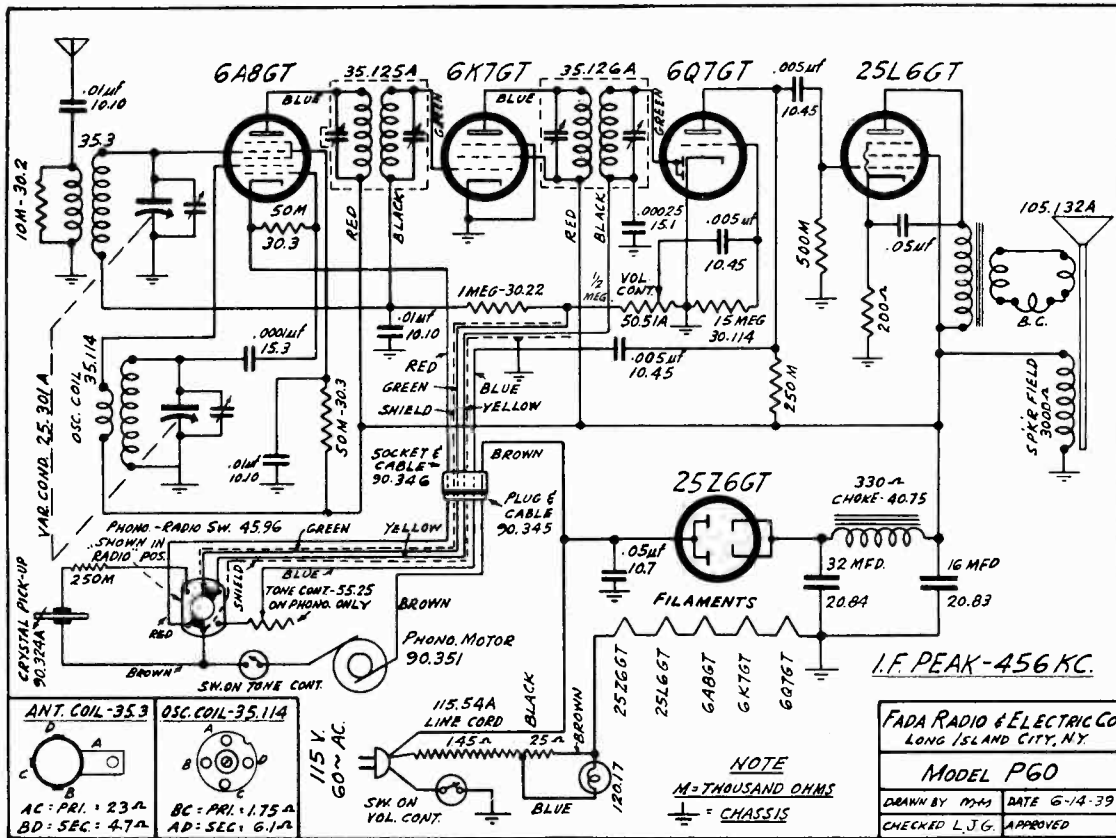 6A8GT
35.125A
6K7GT
35.126A
6Q7GT
.005µf
10.45
25L6GT
.01µf
10.10
BLUE
GREEN
BLUE
GREEN
35.3
10M-30.2
50M
30.3
RED
BLACK
RED
BLACK
.00025
15.1
.005µf
10.45
500M
.05µf
200Ω
105.132A
B.C.
1MEG-30.22
1/2
MEG.
VOL.
CONT.
50.51A
15 MEG
30.114
.01µf
10.10
.0001µf
15.3
OSC. COIL
35.114
VAR. COND. 25.301A
RED
GREEN
SHIELD
BLUE
YELLOW
.005µf
10.45
250M
SPK'R FIELD
3000Ω
50M-30.3
.01µf
10.10
SOCKET &
CABLE
90.346
BROWN
PLUG &
CABLE
90.345
25Z6GT
330Ω
CHOKE-40.75
PHONO.-RADIO SW. 45.96
SHOWN IN
RADIO POS.
GREEN
YELLOW
.05µf
10.7
32 MFD.
20.84
16 MFD
20.83
250M
CRYSTAL PICK-UP
90.324A
SHIELD
BLUE
TONE CONT-55.25
ON PHONO. ONLY
RED
BROWN
BROWN
PHONO. MOTOR
90.351
SW. ON TONE CONT.
FILAMENTS
25Z6GT
25L6GT
6A8GT
6K7GT
6Q7GT
I.F. PEAK-456 KC.
ANT. COIL-35.3
D
A
C
B
AC: PRI. : 23Ω
BD: SEC. : 4.7Ω
OSC. COIL-35.114
A
B
D
C
BC: PRI. : 1.75Ω
AD: SEC. : 6.1Ω
115 V.
60~ AC.
115.54A
LINE CORD
145Ω
25Ω
BLACK
BROWN
BLUE
120.17
SW. ON
VOL. CONT.
NOTE
M=THOUSAND OHMS
= CHASSIS
FADA RADIO & ELECTRIC CO
LONG ISLAND CITY, N.Y.
MODEL P60
DRAWN BY
DATE 6-14-39
CHECKED L.J.G.
APPROVED